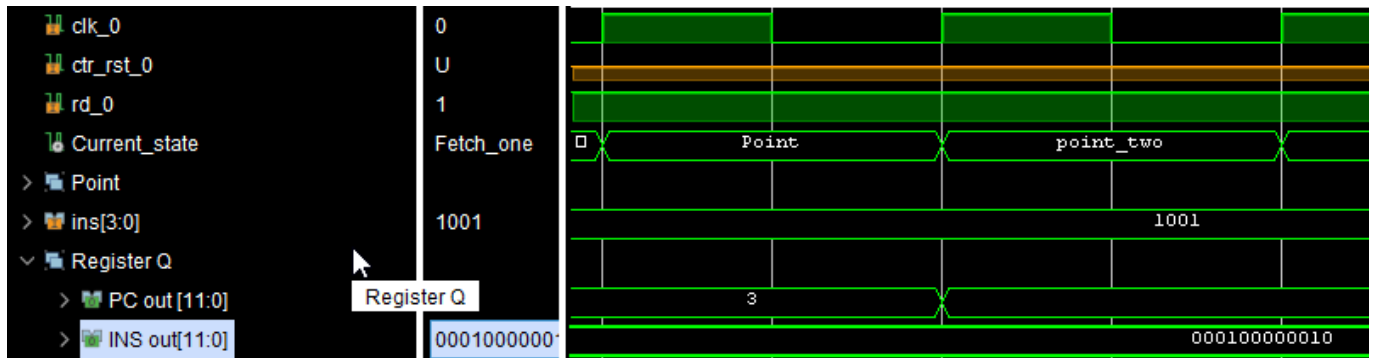 clk_0 0
ctr_rst_0 U
rd_0 1
Current_state Fetch_one Point point_two
Point
ins[3:0] 1001 1001
Register Q
PC out [11:0] Register Q 3
INS out[11:0] 00010000001 000100000010